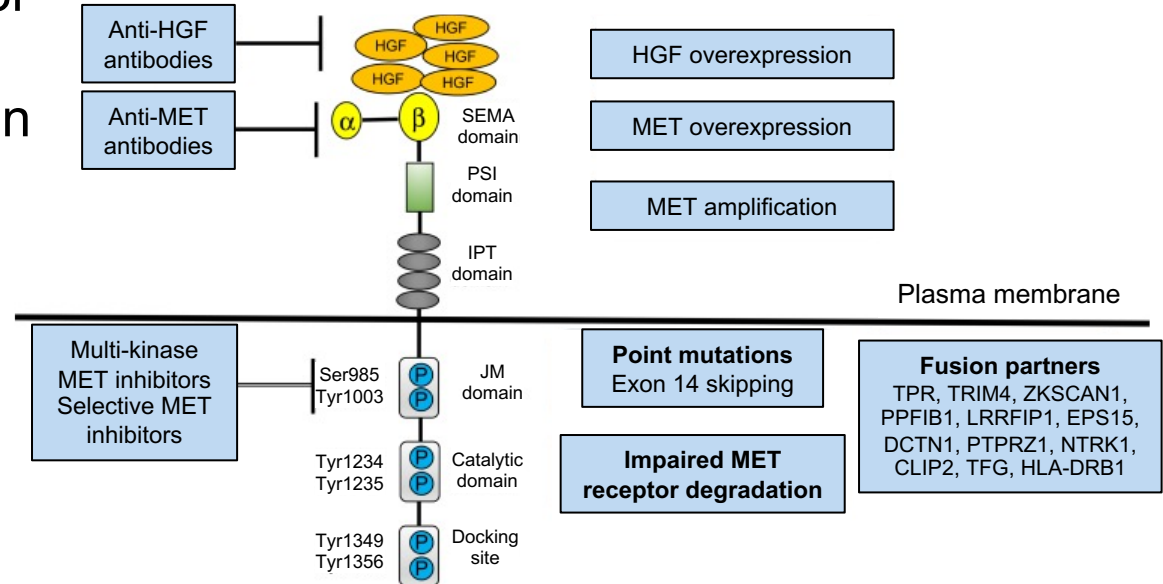 or
n
Anti-HGF
antibodies
Anti-MET
antibodies
HGF
HGF
HGF
HGF
HGF
α
β
SEMA
domain
PSI
domain
IPT
domain
HGF overexpression
MET overexpression
MET amplification
Plasma membrane
Multi-kinase
MET inhibitors
Selective MET
inhibitors
Ser985
Tyr1003
P
P
JM
domain
Tyr1234
Tyr1235
P
P
Catalytic
domain
Tyr1349
Tyr1356
P
P
Docking
site
Point mutations
Exon 14 skipping
Impaired MET
receptor degradation
Fusion partners
TPR, TRIM4, ZKSCAN1,
PPFIB1, LRRFIP1, EPS15,
DCTN1, PTPRZ1, NTRK1,
CLIP2, TFG, HLA-DRB1